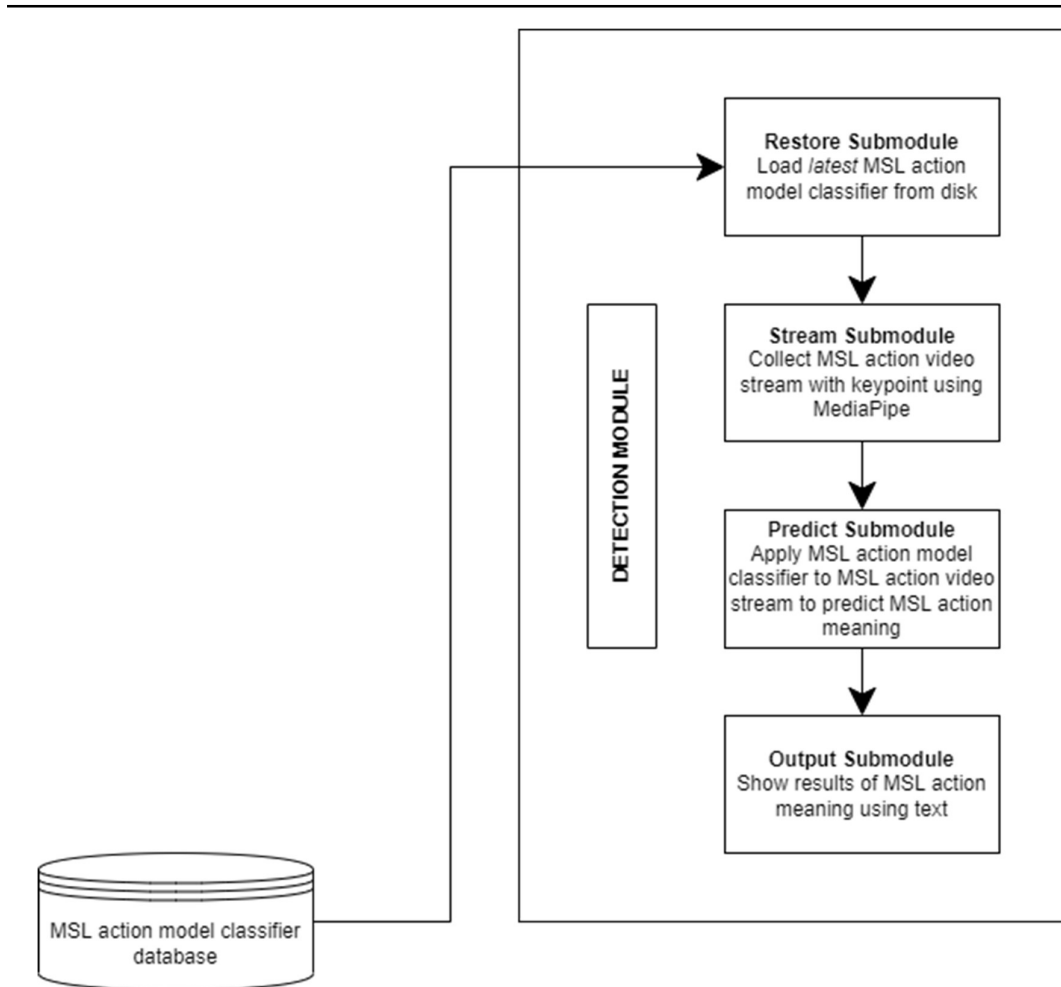 Restore Submodule
Load latest MSL action
model classifier from disk
Stream Submodule
Collect MSL action video
stream with keypoint using
MediaPipe
DETECTION MODULE
Predict Submodule
Apply MSL action model
classifier to MSL action video
stream to predict MSL action
meaning
Output Submodule
Show results of MSL action
meaning using text
MSL action model classifier
database